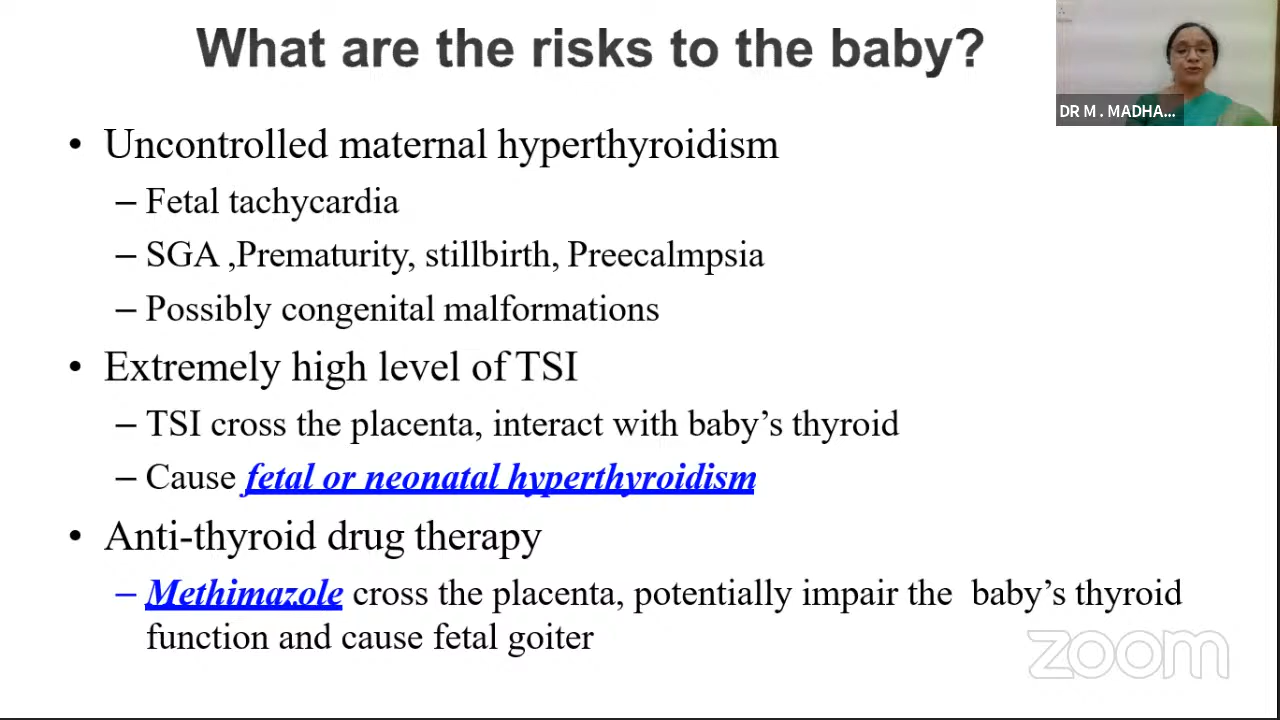 What are the risks to the baby?
DR M . MADHA...
• Uncontrolled maternal hyperthyroidism
– Fetal tachycardia
– SGA ,Prematurity, stillbirth, Preecalmpsia
– Possibly congenital malformations
• Extremely high level of TSI
– TSI cross the placenta, interact with baby’s thyroid
– Cause fetal or neonatal hyperthyroidism
• Anti-thyroid drug therapy
– Methimazole cross the placenta, potentially impair the baby’s thyroid
function and cause fetal goiter
zoom